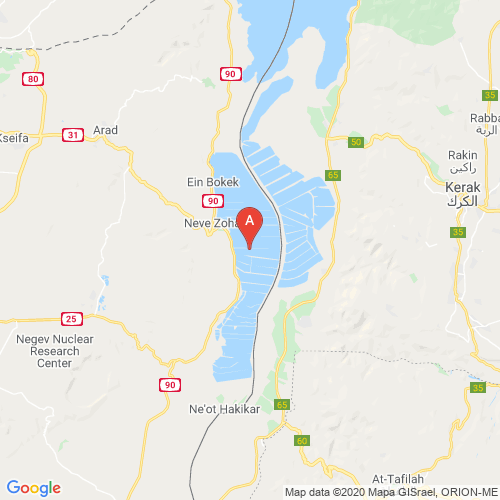 90
80
35
Rabba
الربة
Kseifa
Arad
31
50
Rakin
راكين
65
Ein Bokek
Kerak
الكرك
90
Neve Zoha
A
35
25
Negev Nuclear
Research
Center
90
35
Ne'ot Hakikar
65
60
At-Tafilah
Google
Map data ©2020 Mapa GISrael, ORION-ME